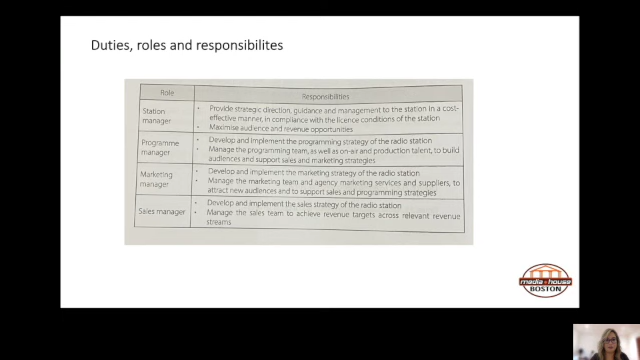 Duties, roles and responsibilites
Role
Responsibilities
Station
manager
• Provide strategic direction, guidance and management to the station in a cost-
effective manner, in compliance with the licence conditions of the station
• Maximise audience and revenue opportunities
Programme
manager
• Develop and implement the programming strategy of the radio station
• Manage the programming team, as well as on-air and production talent, to build
audiences and support sales and marketing strategies
Marketing
manager
• Develop and implement the marketing strategy of the radio station
• Manage the marketing team and agency marketing services and suppliers, to
attract new audiences and to support sales and programming strategies
Sales manager
• Develop and implement the sales strategy of the radio station
• Manage the sales team to achieve revenue targets across relevant revenue
streams
media house
BOSTON